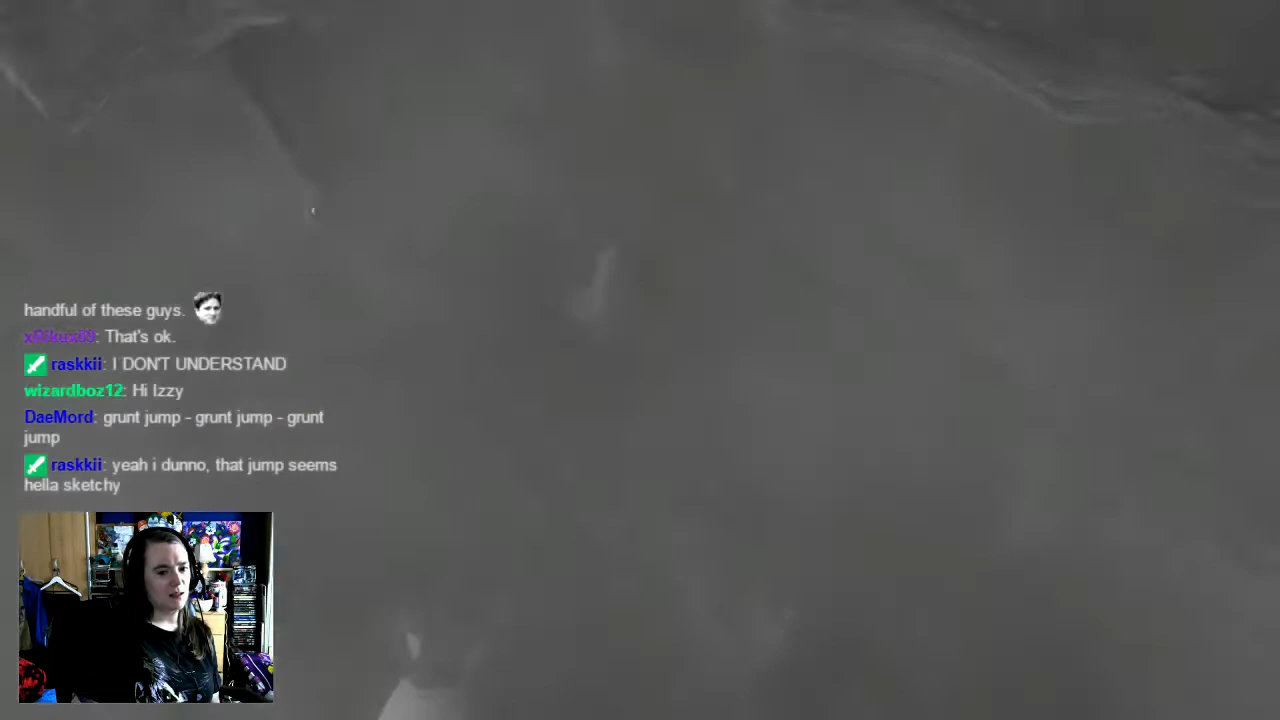 handful of these guys.
xRikux89: That's ok.
raskkii: I DON'T UNDERSTAND
wizardboz12: Hi Izzy
DaeMord: grunt jump - grunt jump - grunt
jump
raskkii: yeah i dunno, that jump seems
hella sketchy